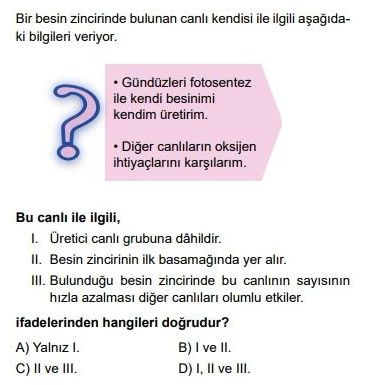 Bir besin zincirinde bulunan canlı kendisi ile ilgili aşağıda-
ki bilgileri veriyor.
• Gündüzleri fotosentez
ile kendi besinimi
kendim üretirim.
• Diğer canlıların oksijen
ihtiyaçlarını karşılarım.
Bu canlı ile ilgili,
I. Üretici canlı grubuna dâhildir.
II. Besin zincirinin ilk basamağında yer alır.
III. Bulunduğu besin zincirinde bu canlının sayısının
hızla azalması diğer canlıları olumlu etkiler.
ifadelerinden hangileri doğrudur?
A) Yalnız I. B) I ve II.
C) II ve III. D) I, II ve III.